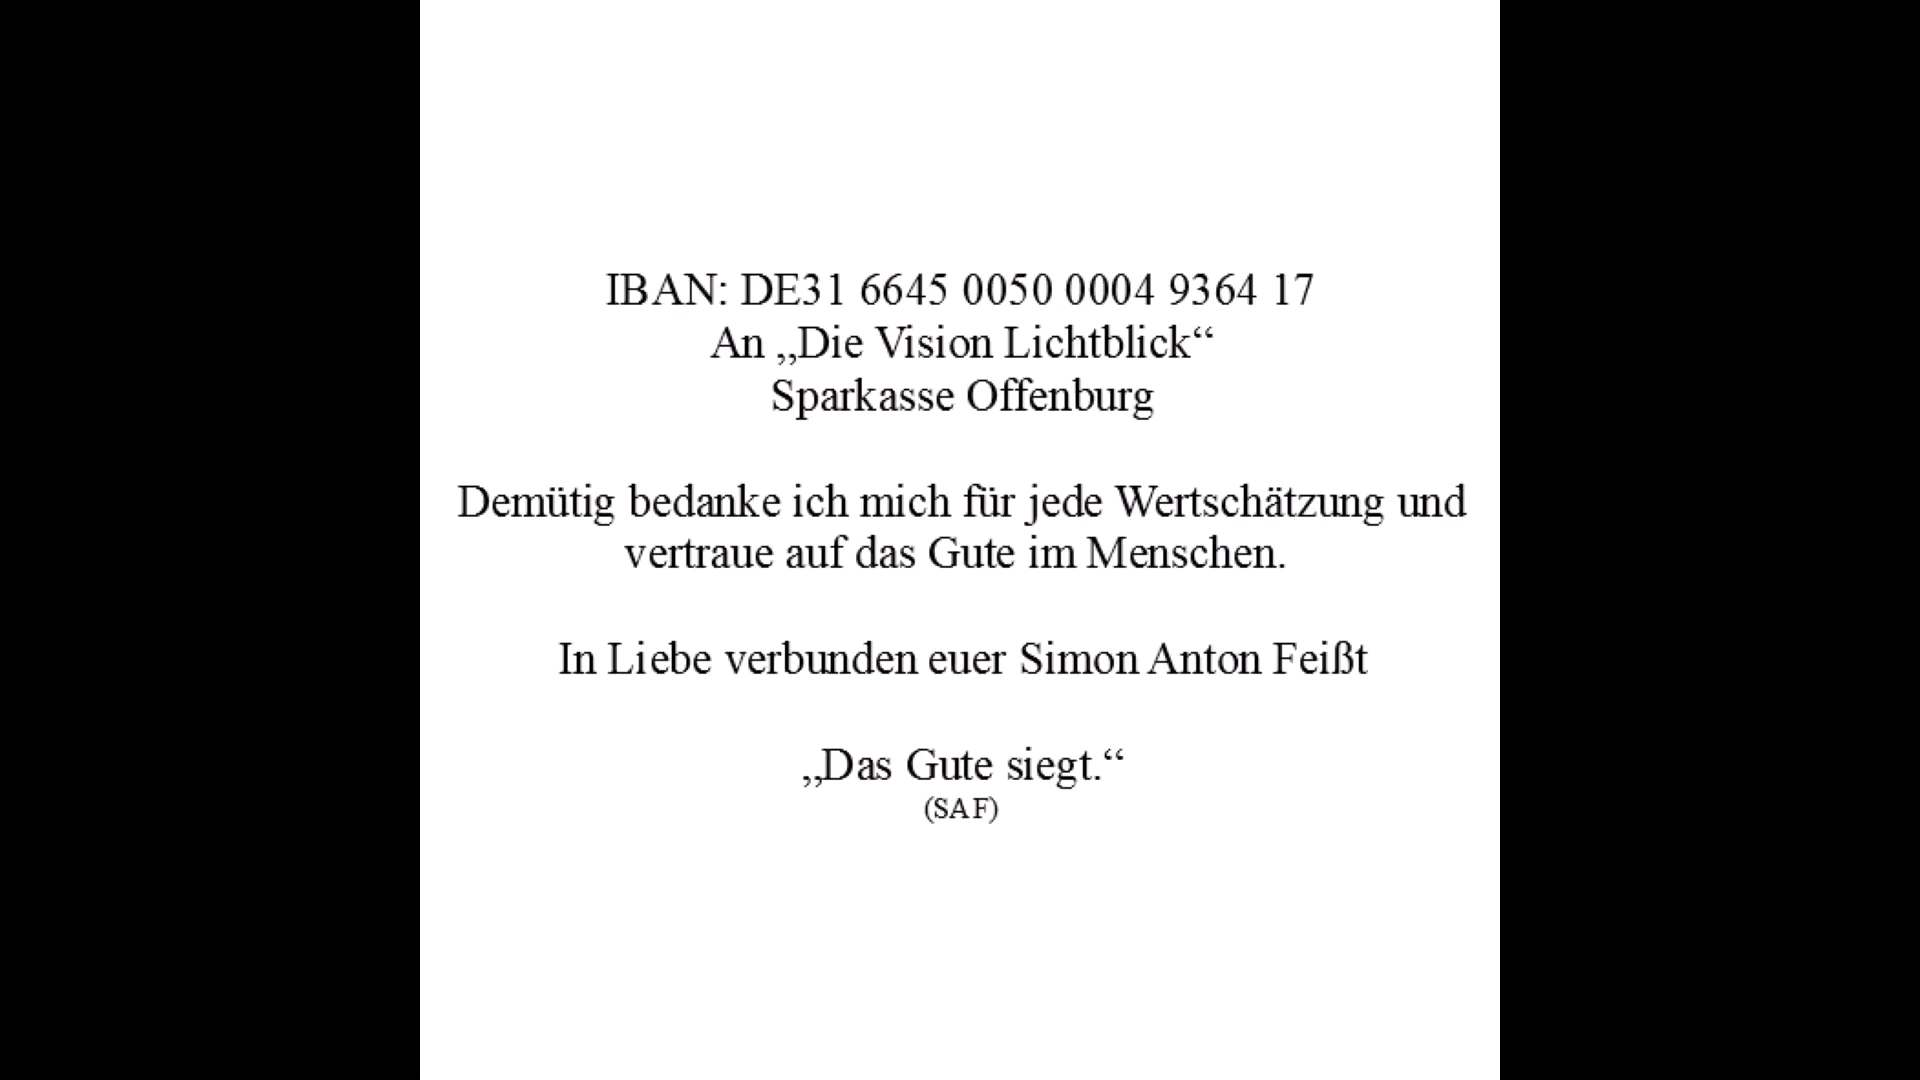 IBAN: DE31 6645 0050 0004 9364 17
An „Die Vision Lichtblick“
Sparkasse Offenburg
Demütig bedanke ich mich für jede Wertschätzung und
vertraue auf das Gute im Menschen.
In Liebe verbunden euer Simon Anton Feißt
„Das Gute siegt.“
(SAF)